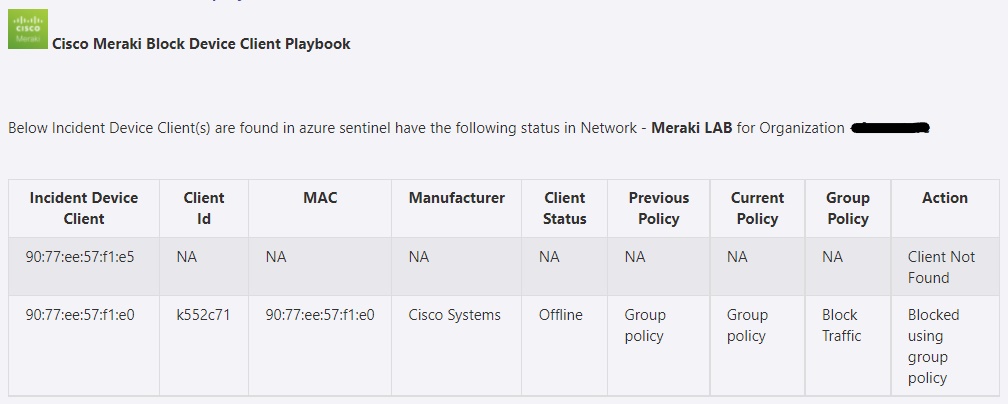 CISCO
Meraki
Cisco Meraki Block Device Client Playbook
Below Incident Device Client(s) are found in azure sentinel have the following status in Network - Meraki LAB for Organization
Incident Device Client | Client Id | MAC | Manufacturer | Client Status | Previous Policy | Current Policy | Group Policy | Action
90:77:ee:57:f1:e5 | NA | NA | NA | NA | NA | NA | NA | Client Not Found
90:77:ee:57:f1:e0 | k552c71 | 90:77:ee:57:f1:e0 | Cisco Systems | Offline | Group policy | Group policy | Block Traffic | Blocked using group policy